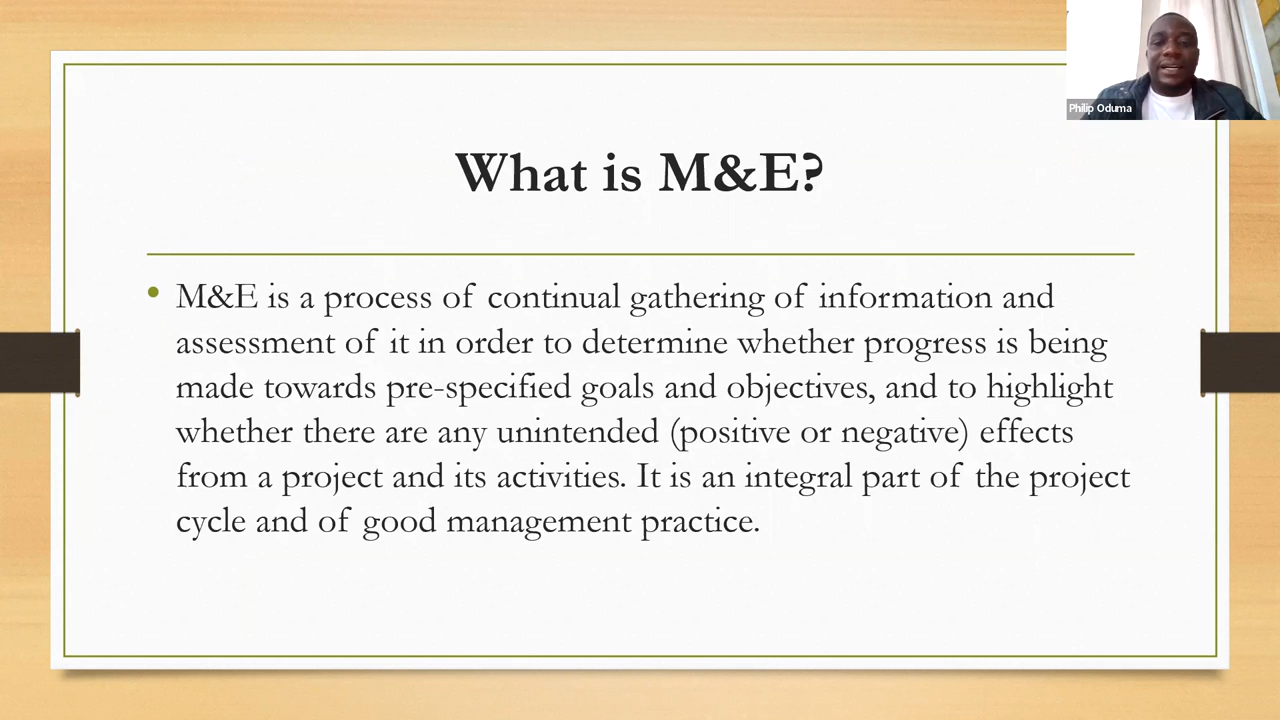 Philip Oduma
What is M&E?
• M&E is a process of continual gathering of information and
assessment of it in order to determine whether progress is being
made towards pre-specified goals and objectives, and to highlight
whether there are any unintended (positive or negative) effects
from a project and its activities. It is an integral part of the project
cycle and of good management practice.